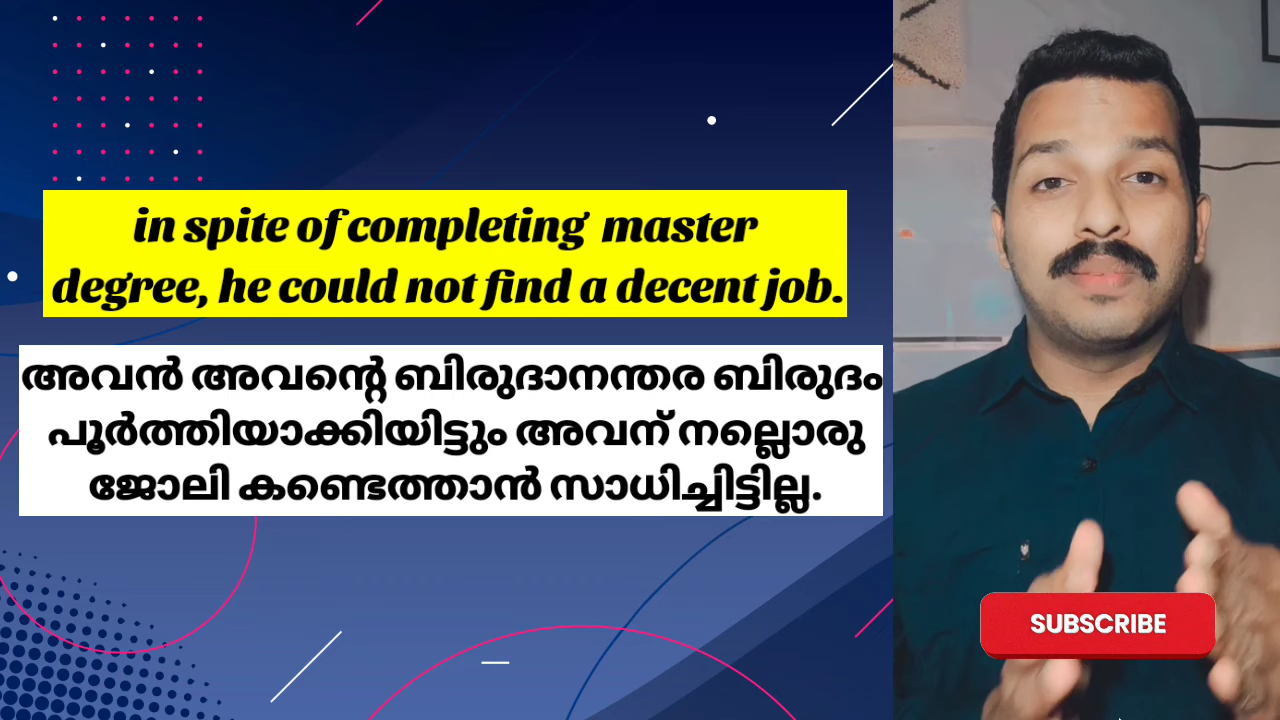 in spite of completing master
degree, he could not find a decent job.
അവൻ അവന്റെ ബിരുദാനന്തര ബിരുദം
പൂർത്തിയാക്കിയിട്ടും അവന് നല്ലൊരു
ജോലി കണ്ടെത്താൻ സാധിച്ചിട്ടില്ല.
SUBSCRIBE